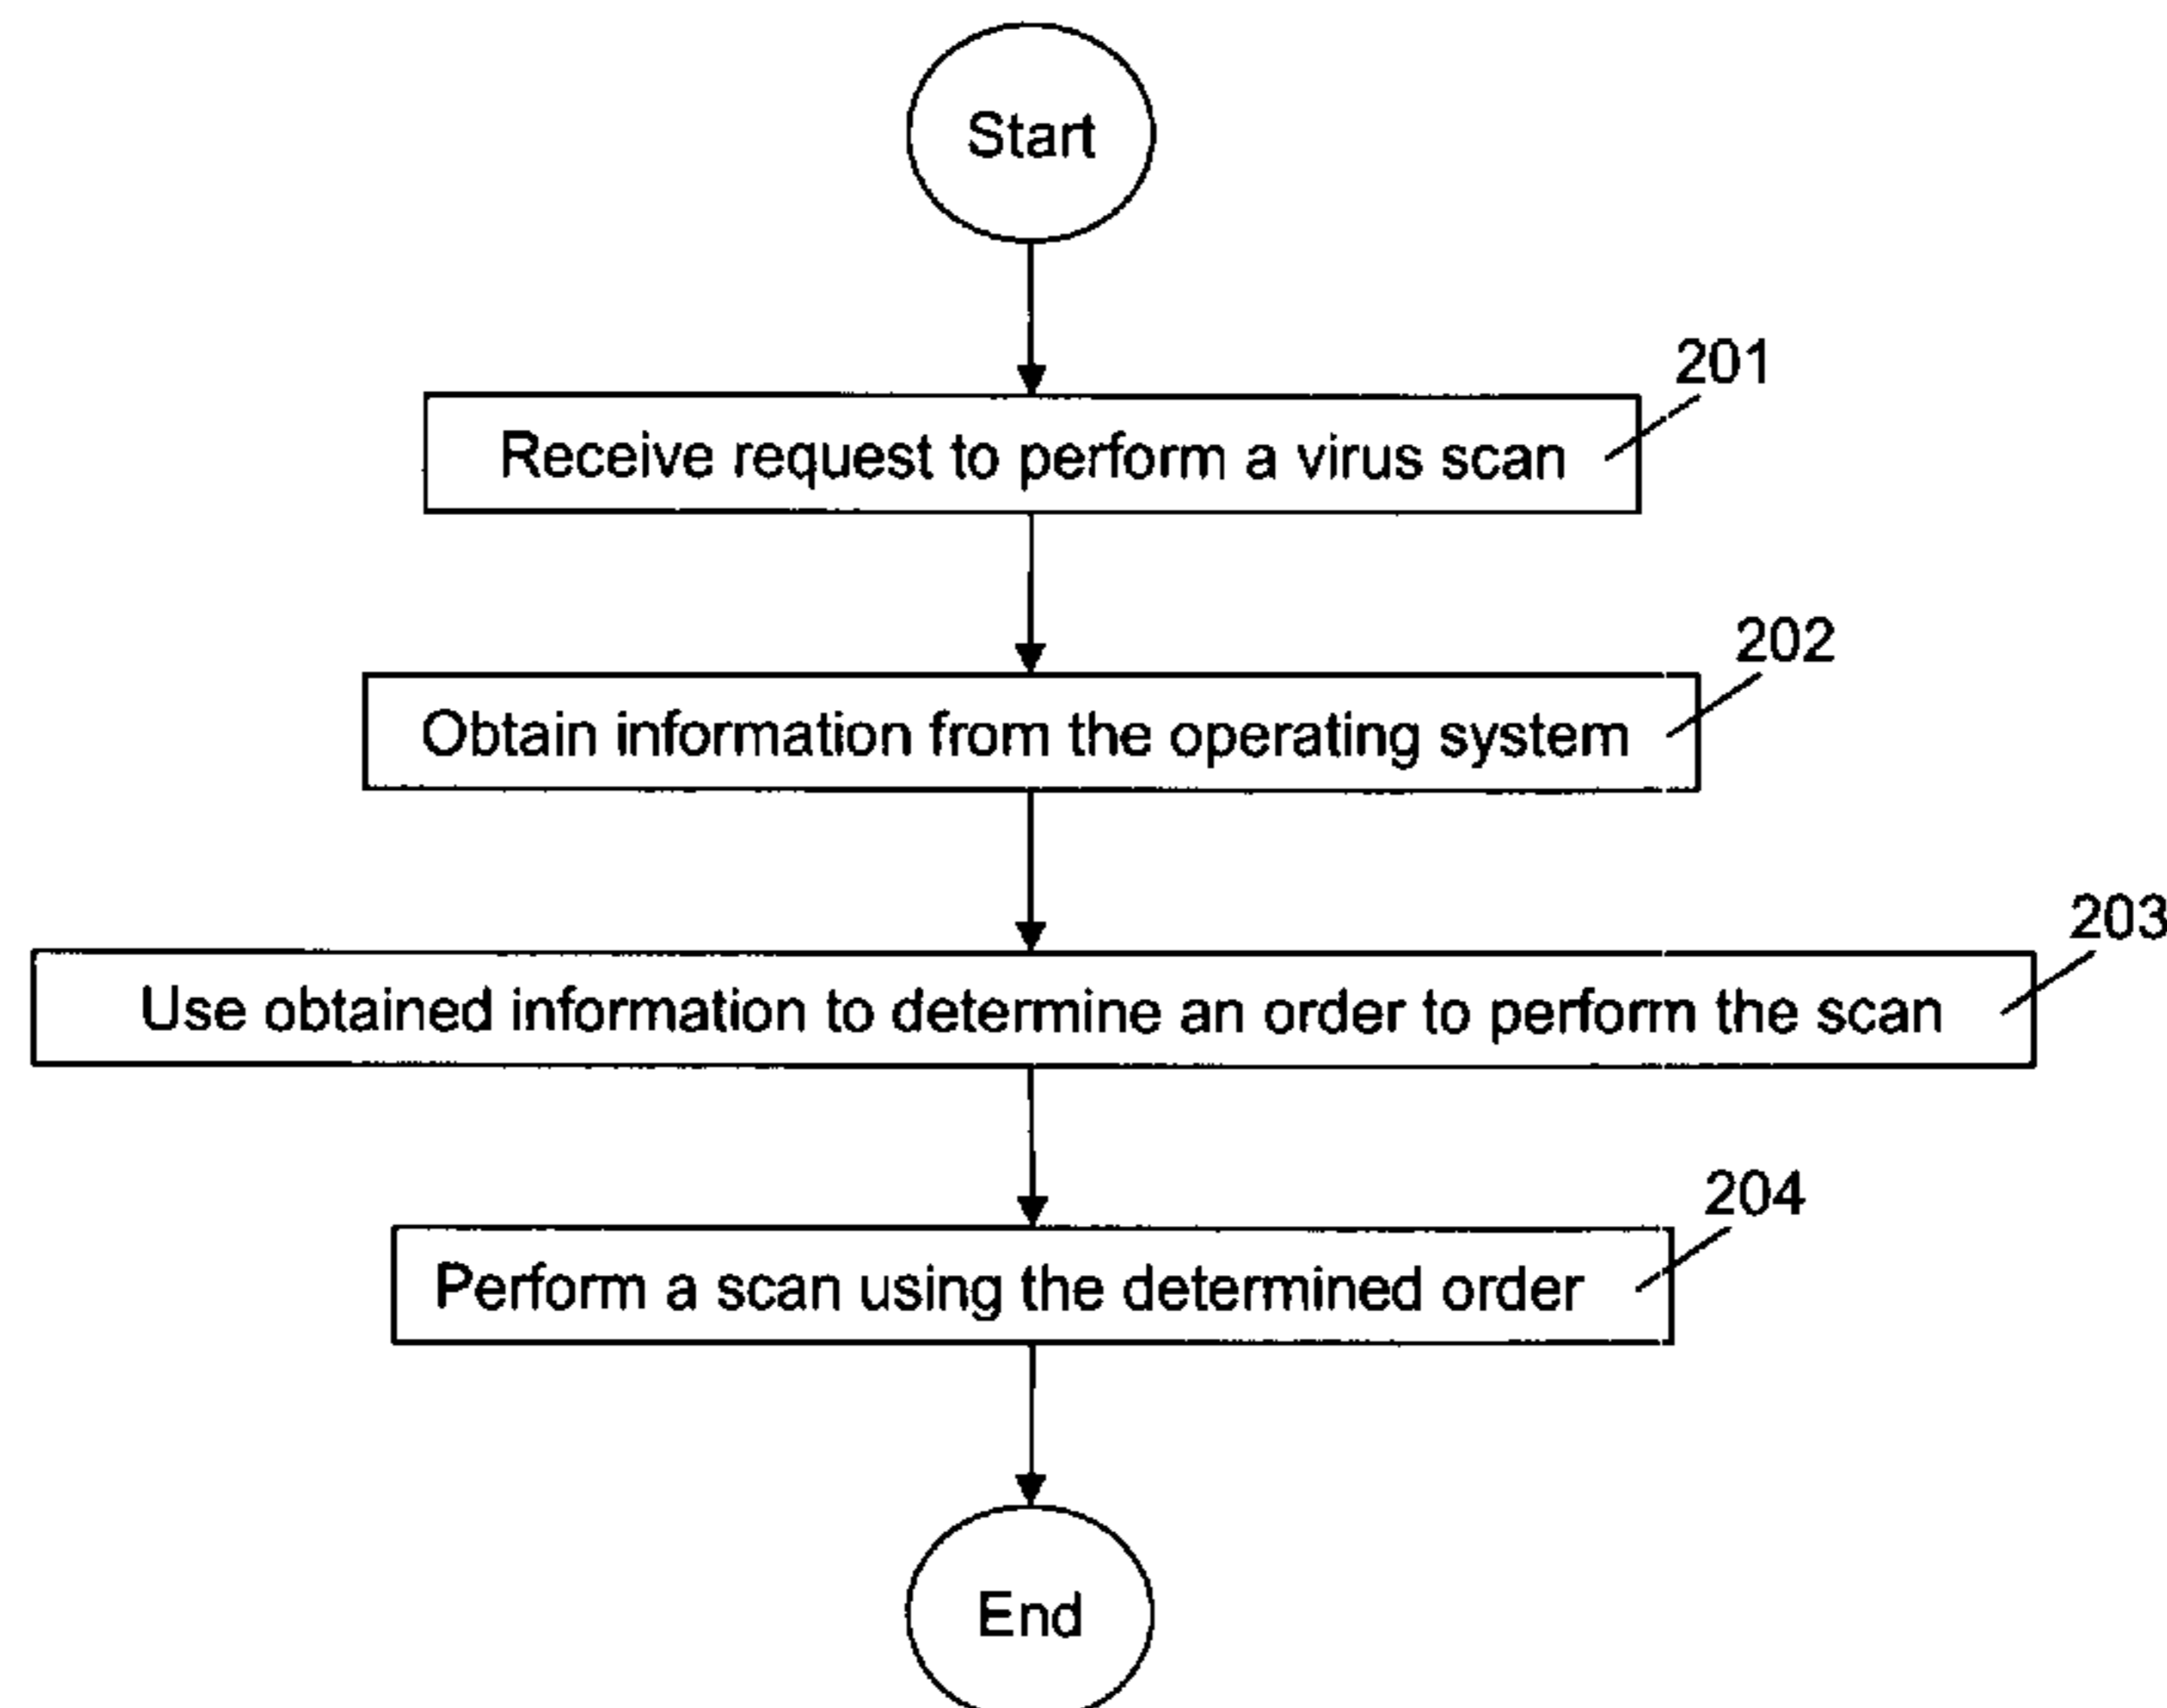 Start
201
Receive request to perform a virus scan
202
Obtain information from the operating system
203
Use obtained information to determine an order to perform the scan
204
Perform a scan using the determined order
End